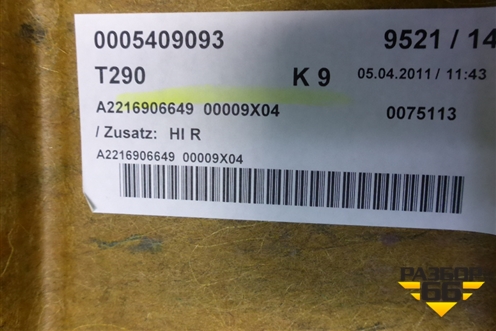 0005409093 9521 / 14
T290 K 9 05.04.2011 / 11:43
A2216906649 00009X04 0075113
/ Zusatz: HI R
A2216906649 00009X04
РАЗБОР
66